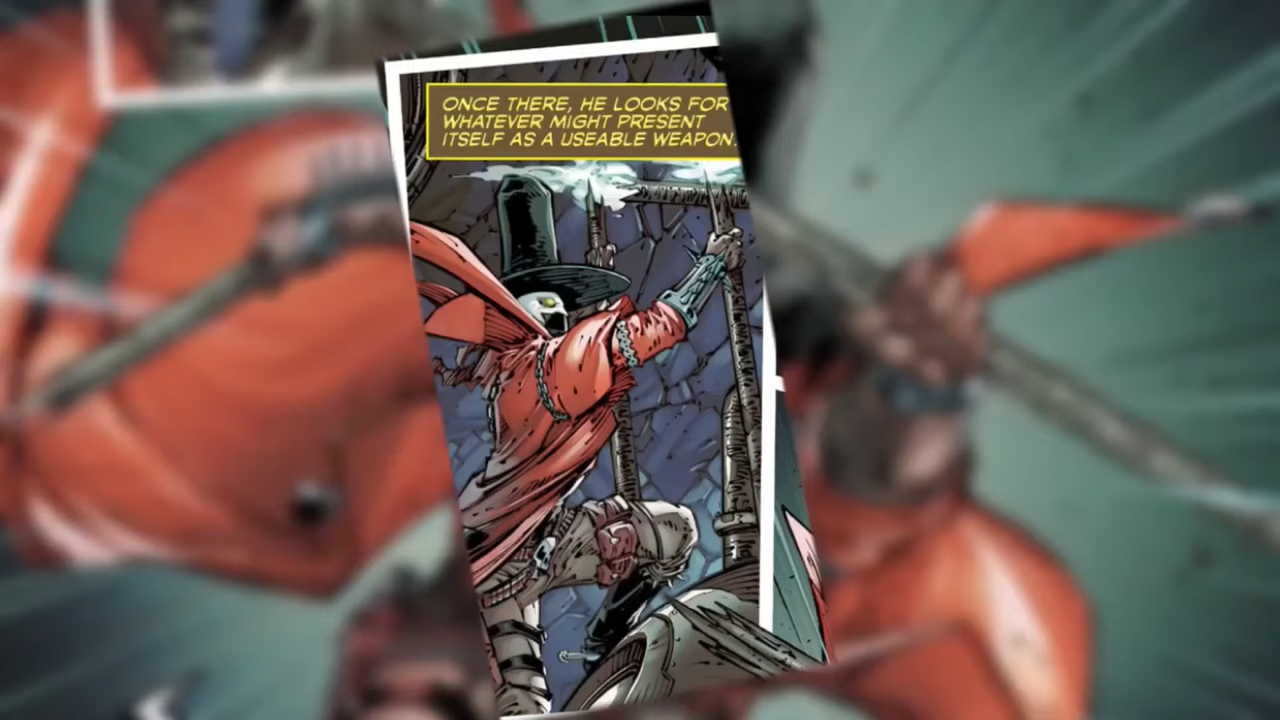 ONCE THERE, HE LOOKS FOR
WHATEVER MIGHT PRESENT
ITSELF AS A USEABLE WEAPON.